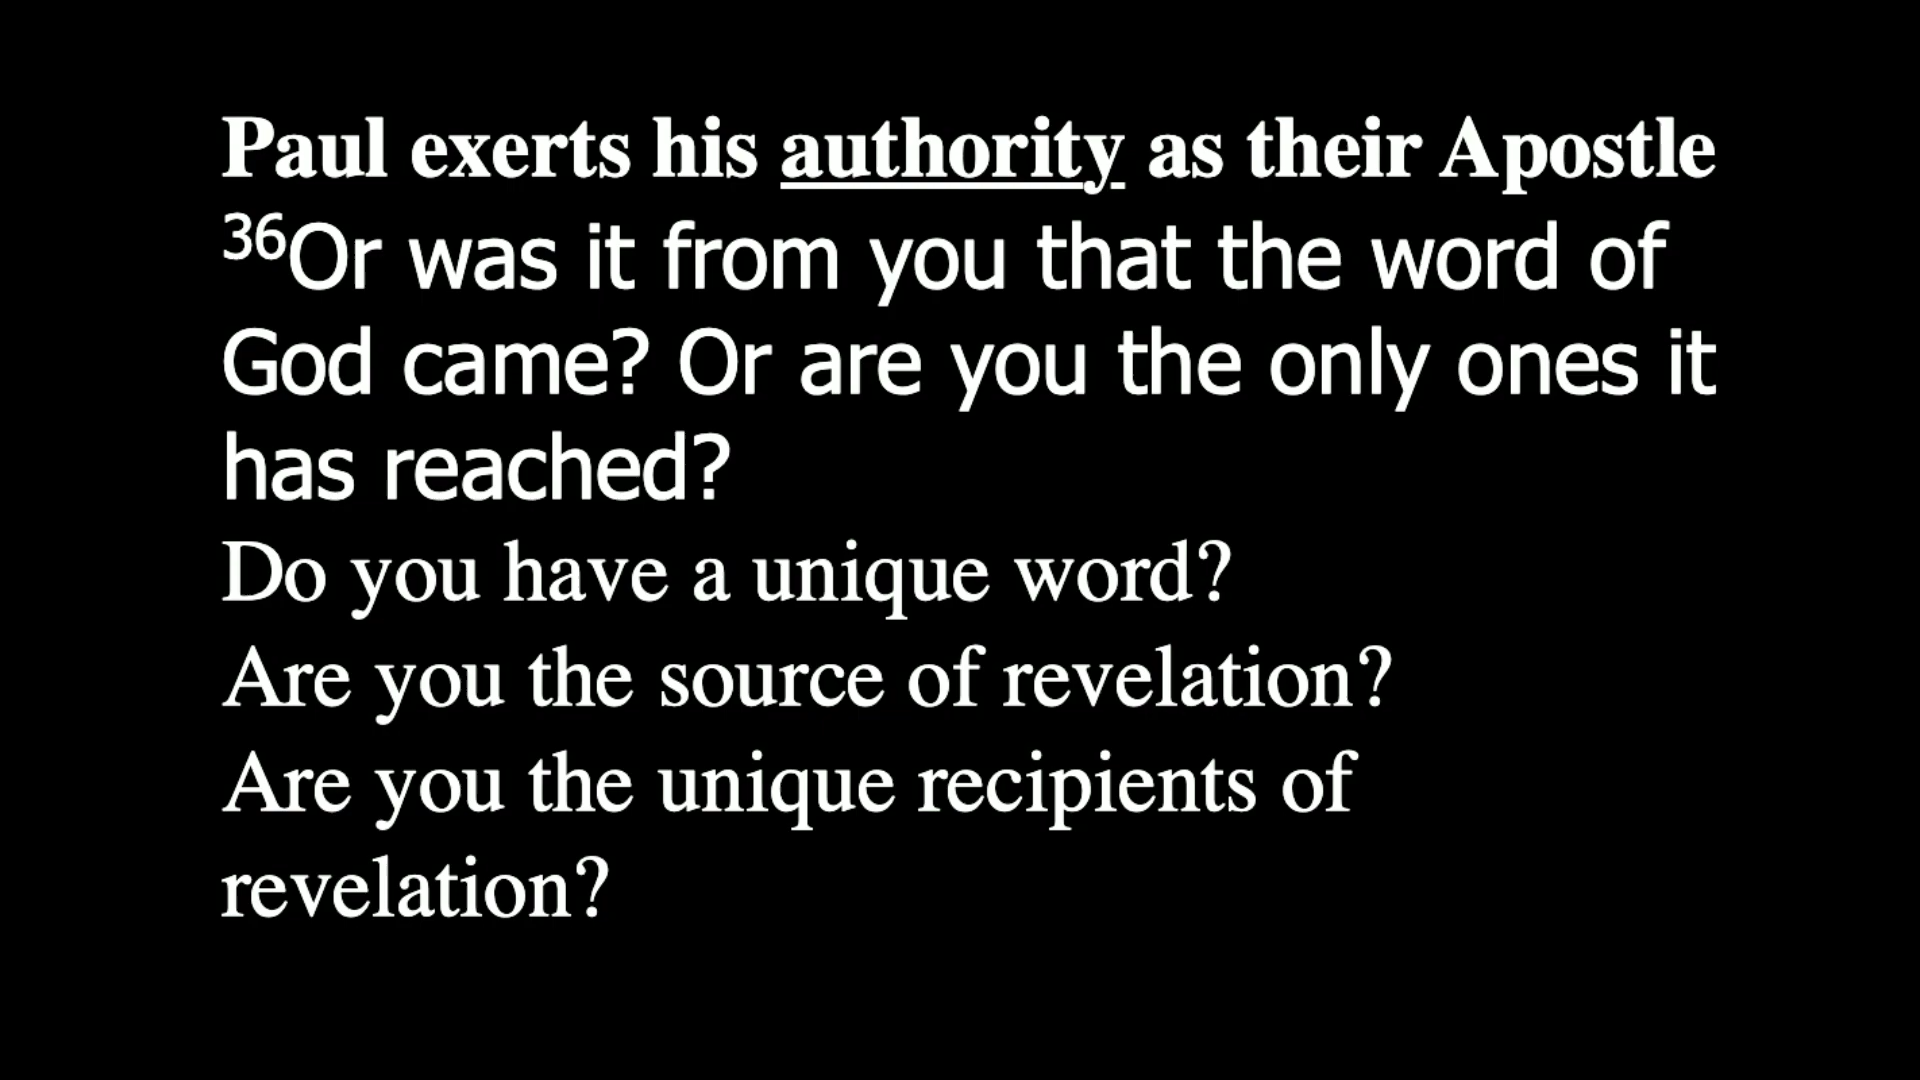 Paul exerts his authority as their Apostle
36Or was it from you that the word of
God came? Or are you the only ones it
has reached?
Do you have a unique word?
Are you the source of revelation?
Are you the unique recipients of
revelation?